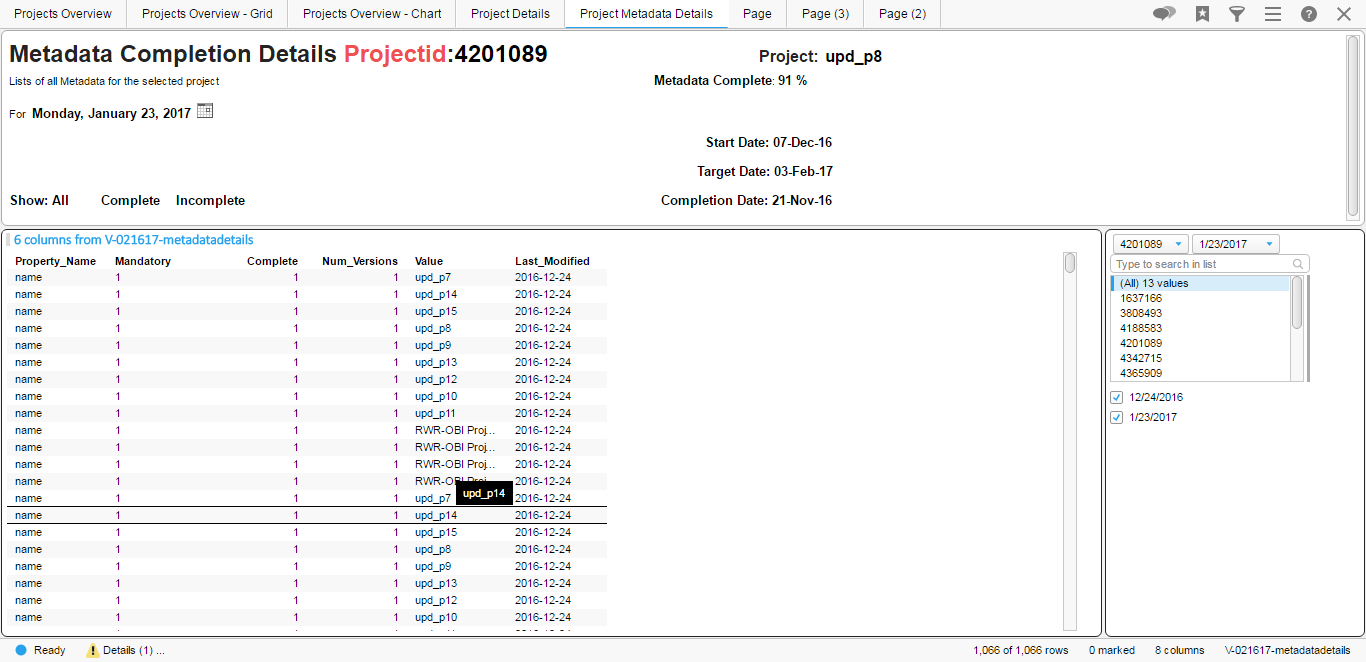 Projects Overview Projects Overview - Grid Projects Overview - Chart Project Details Project Metadata Details Page Page (3) Page (2)
Metadata Completion Details Projectid:4201089
Project: upd_p8
Lists of all Metadata for the selected project
Metadata Complete: 91 %
For Monday, January 23, 2017
Start Date: 07-Dec-16
Target Date: 03-Feb-17
Show: All Complete Incomplete
Completion Date: 21-Nov-16
6 columns from V-021617-metadatadetails
Property_Name Mandatory Complete Num_Versions Value Last_Modified
name 1 1 1 upd_p7 2016-12-24
name 1 1 1 upd_p14 2016-12-24
name 1 1 1 upd_p15 2016-12-24
name 1 1 1 upd_p8 2016-12-24
name 1 1 1 upd_p9 2016-12-24
name 1 1 1 upd_p13 2016-12-24
name 1 1 1 upd_p12 2016-12-24
name 1 1 1 upd_p10 2016-12-24
name 1 1 1 upd_p11 2016-12-24
name 1 1 1 RWR-OBI Proj... 2016-12-24
name 1 1 1 RWR-OBI Proj... 2016-12-24
name 1 1 1 RWR-OBI Proj... 2016-12-24
name 1 1 1 RWR-OBI Proj... 2016-12-24
name 1 1 1 upd_p7 2016-12-24
upd_p14
name 1 1 1 upd_p14 2016-12-24
name 1 1 1 upd_p15 2016-12-24
name 1 1 1 upd_p8 2016-12-24
name 1 1 1 upd_p9 2016-12-24
name 1 1 1 upd_p13 2016-12-24
name 1 1 1 upd_p12 2016-12-24
name 1 1 1 upd_p10 2016-12-24
4201089 1/23/2017
Type to search in list
(All) 13 values
1637166
3808493
4188583
4201089
4342715
4365909
12/24/2016
1/23/2017
Ready Details (1) ... 1,066 of 1,066 rows 0 marked 8 columns V-021617-metadatadetails